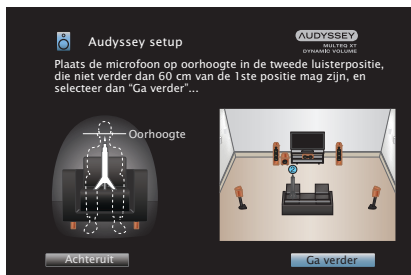 Audyssey setup
AUDYSSEY
MULTEQ XT
DYNAMIC VOLUME
Plaats de microfoon op oorhoogte in de tweede luisterpositie,
die niet verder dan 60 cm van de 1ste positie mag zijn, en
selecteer dan “Ga verder”...
Oorhoogte
2
Achteruit
Ga verder